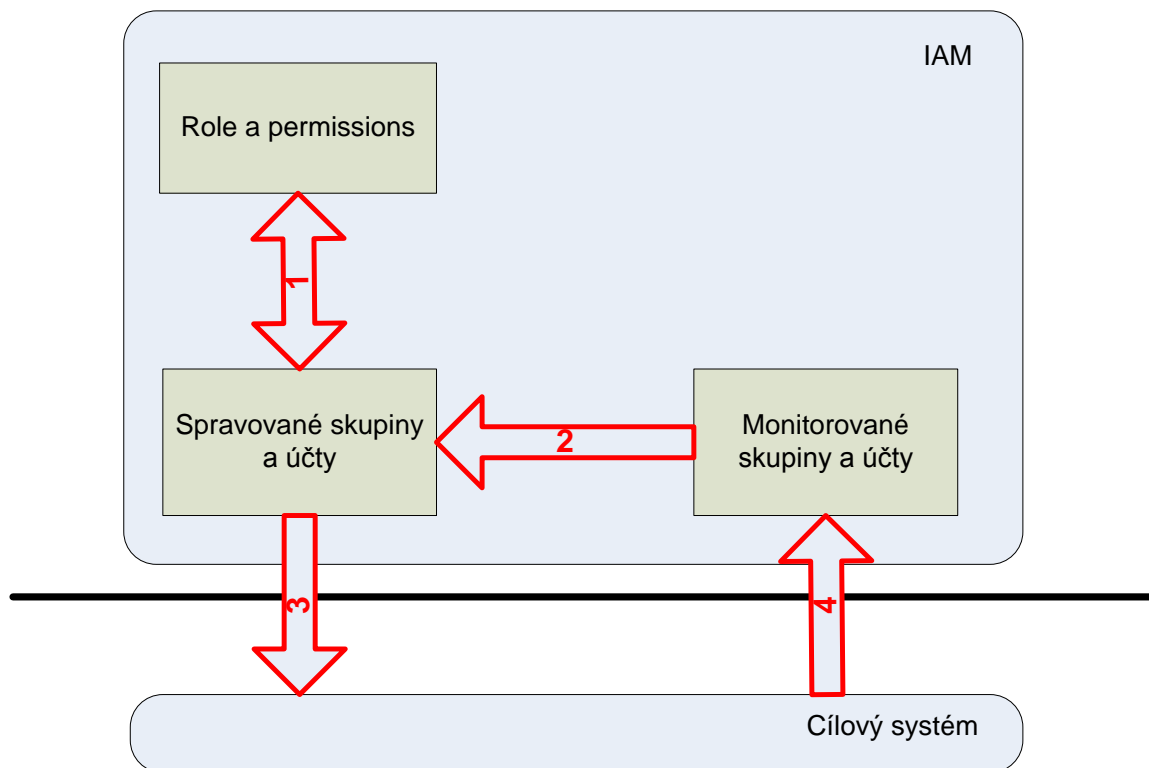 IAM
Role a permissions
1
Spravované skupiny
a účty
2
Monitorované
skupiny a účty
3
4
Cílový systém